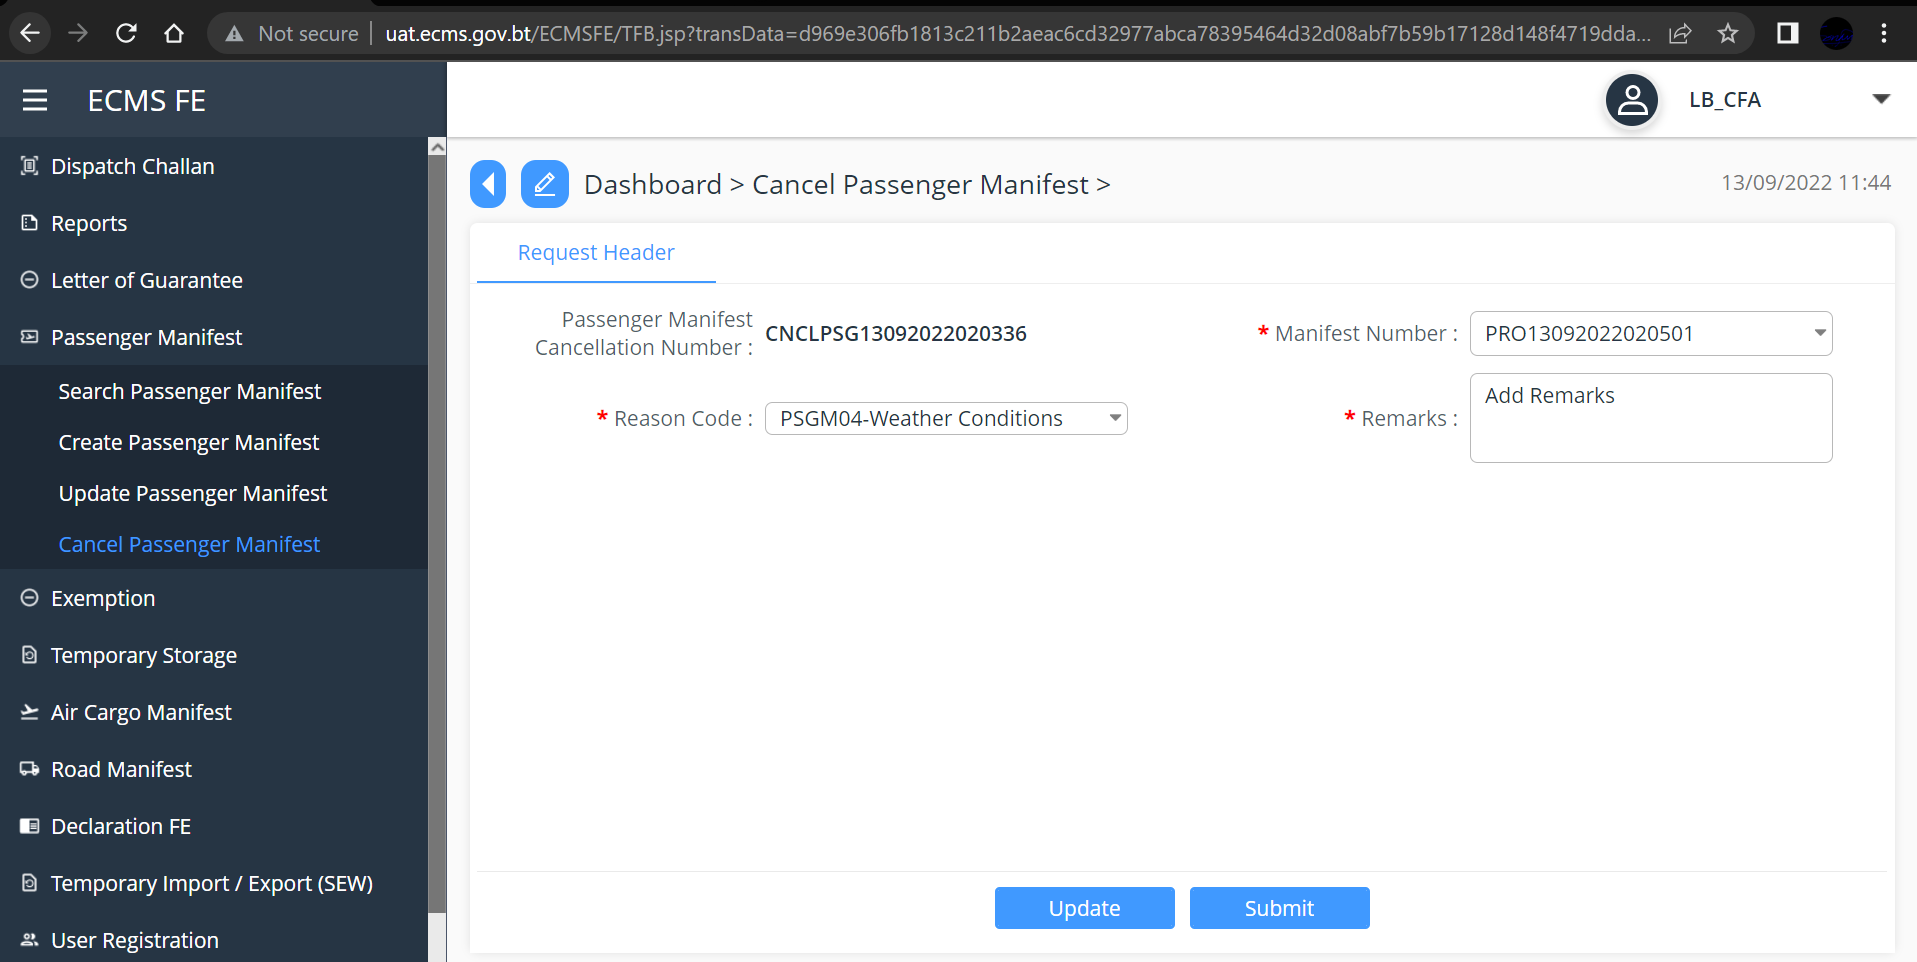 Not secure
uat.ecms.gov.bt/ECMSFE/TFB.jsp?transData=d969e306fb1813c211b2aeac6cd32977abca78395464d32d08abf7b59b17128d148f4719dda...
ECMS FE
LB_CFA
Dispatch Challan
Reports
Letter of Guarantee
Passenger Manifest
Search Passenger Manifest
Create Passenger Manifest
Update Passenger Manifest
Cancel Passenger Manifest
Exemption
Temporary Storage
Air Cargo Manifest
Road Manifest
Declaration FE
Temporary Import / Export (SEW)
User Registration
Dashboard > Cancel Passenger Manifest >
13/09/2022 11:44
Request Header
Passenger Manifest
Cancellation Number :
CNCLPSG13092022020336
* Manifest Number :
PRO13092022020501
* Reason Code :
PSGM04-Weather Conditions
* Remarks :
Add Remarks
Update
Submit